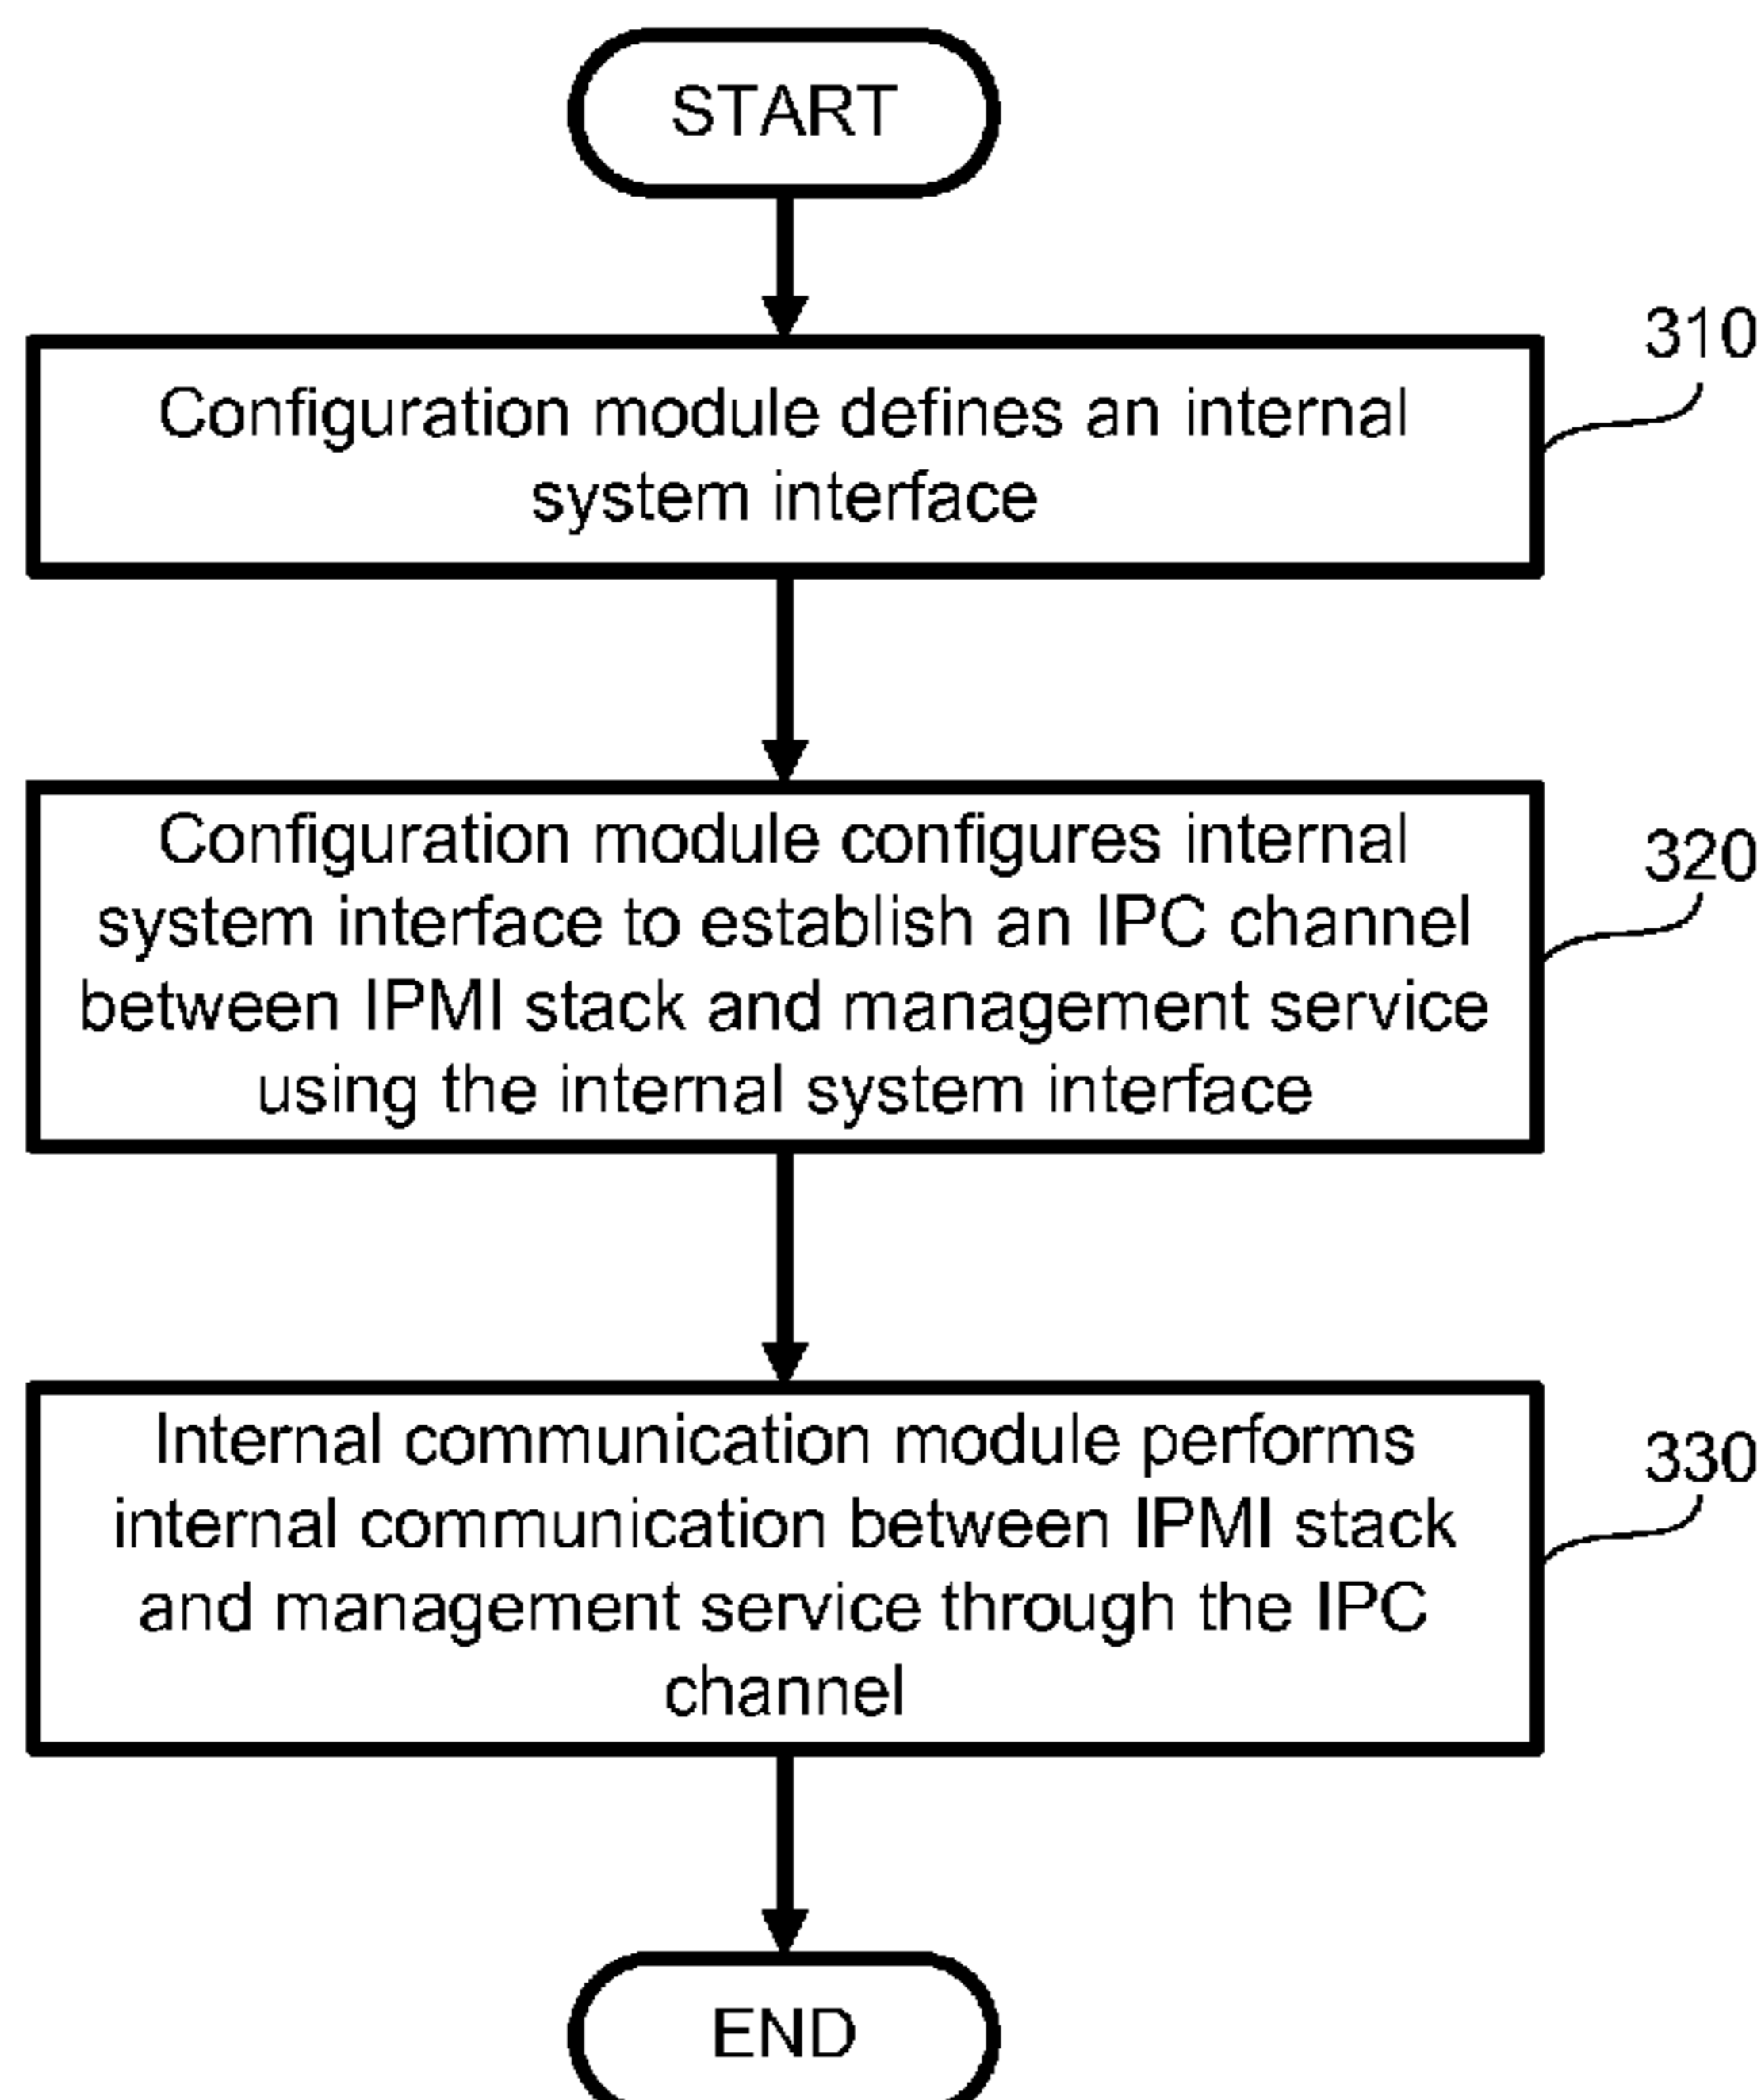 START
310
Configuration module defines an internal
system interface
320
Configuration module configures internal
system interface to establish an IPC channel
between IPMI stack and management service
using the internal system interface
330
Internal communication module performs
internal communication between IPMI stack
and management service through the IPC
channel
END